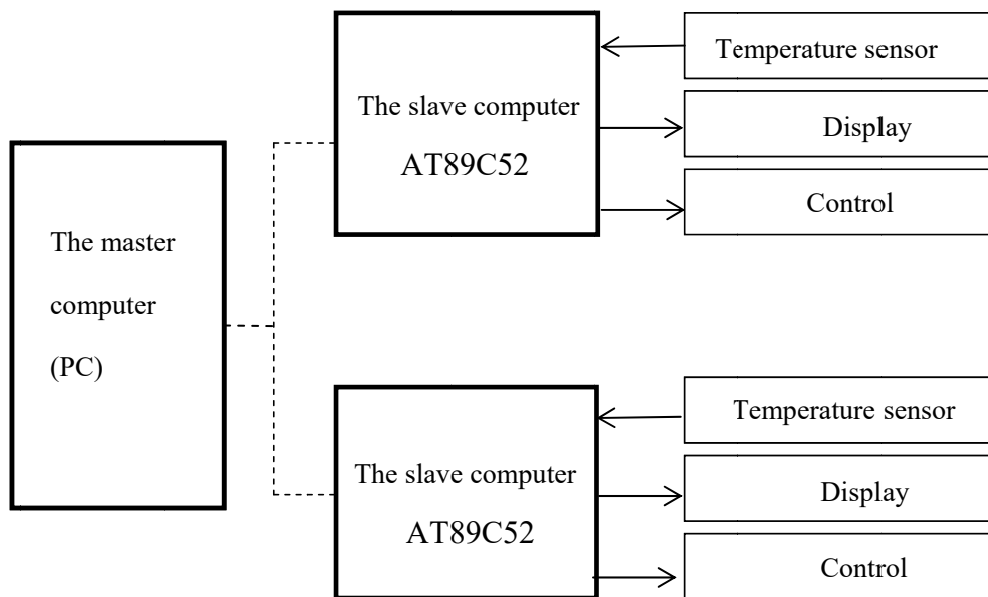 The master
computer
(PC)
The slave computer
AT89C52
Temperature sensor
Display
Control
The slave computer
AT89C52
Temperature sensor
Display
Control